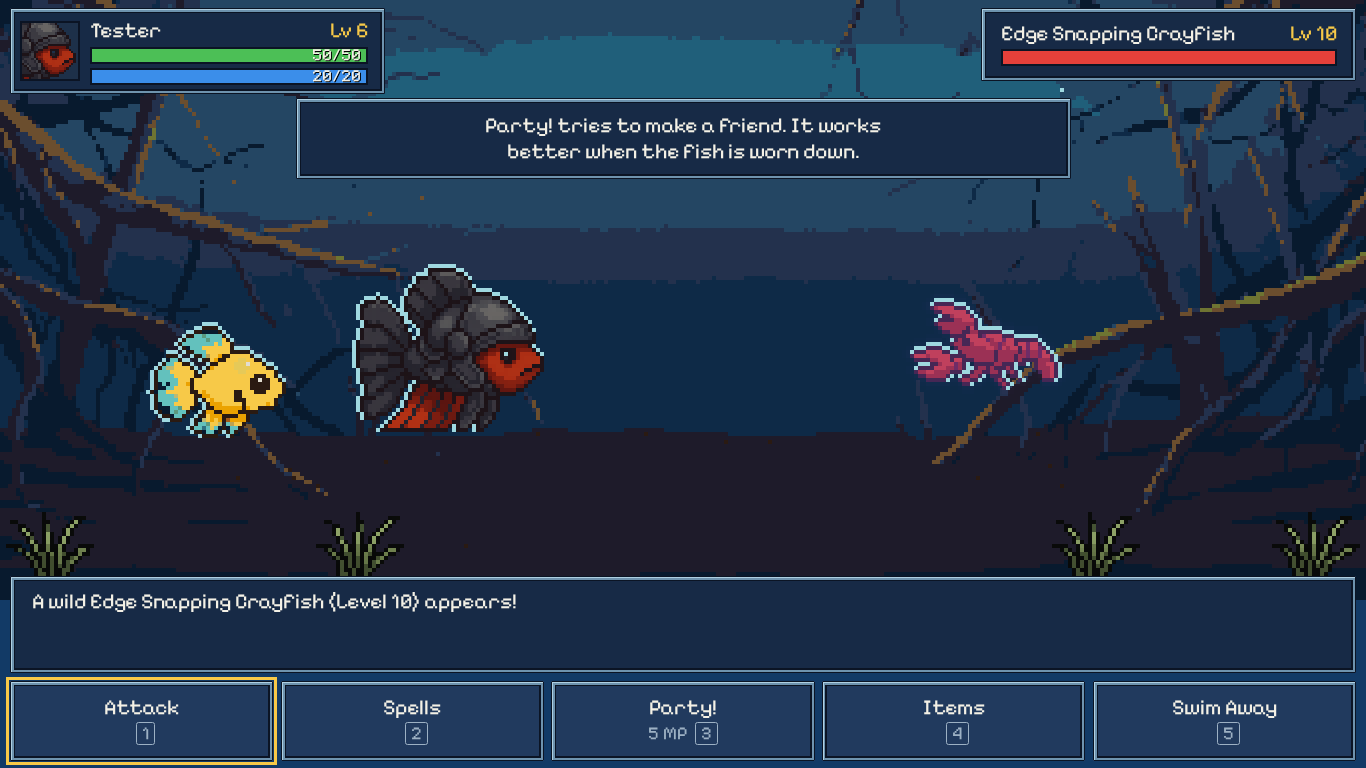 Tester Lv 6
50/50
20/20
Edge Snapping Crayfish Lv 10
Party! tries to make a friend. It works
better when the fish is worn down.
A wild Edge Snapping Crayfish (Level 10) appears!
Attack
1
Spells
2
Party!
5 MP 3
Items
4
Swim Away
5